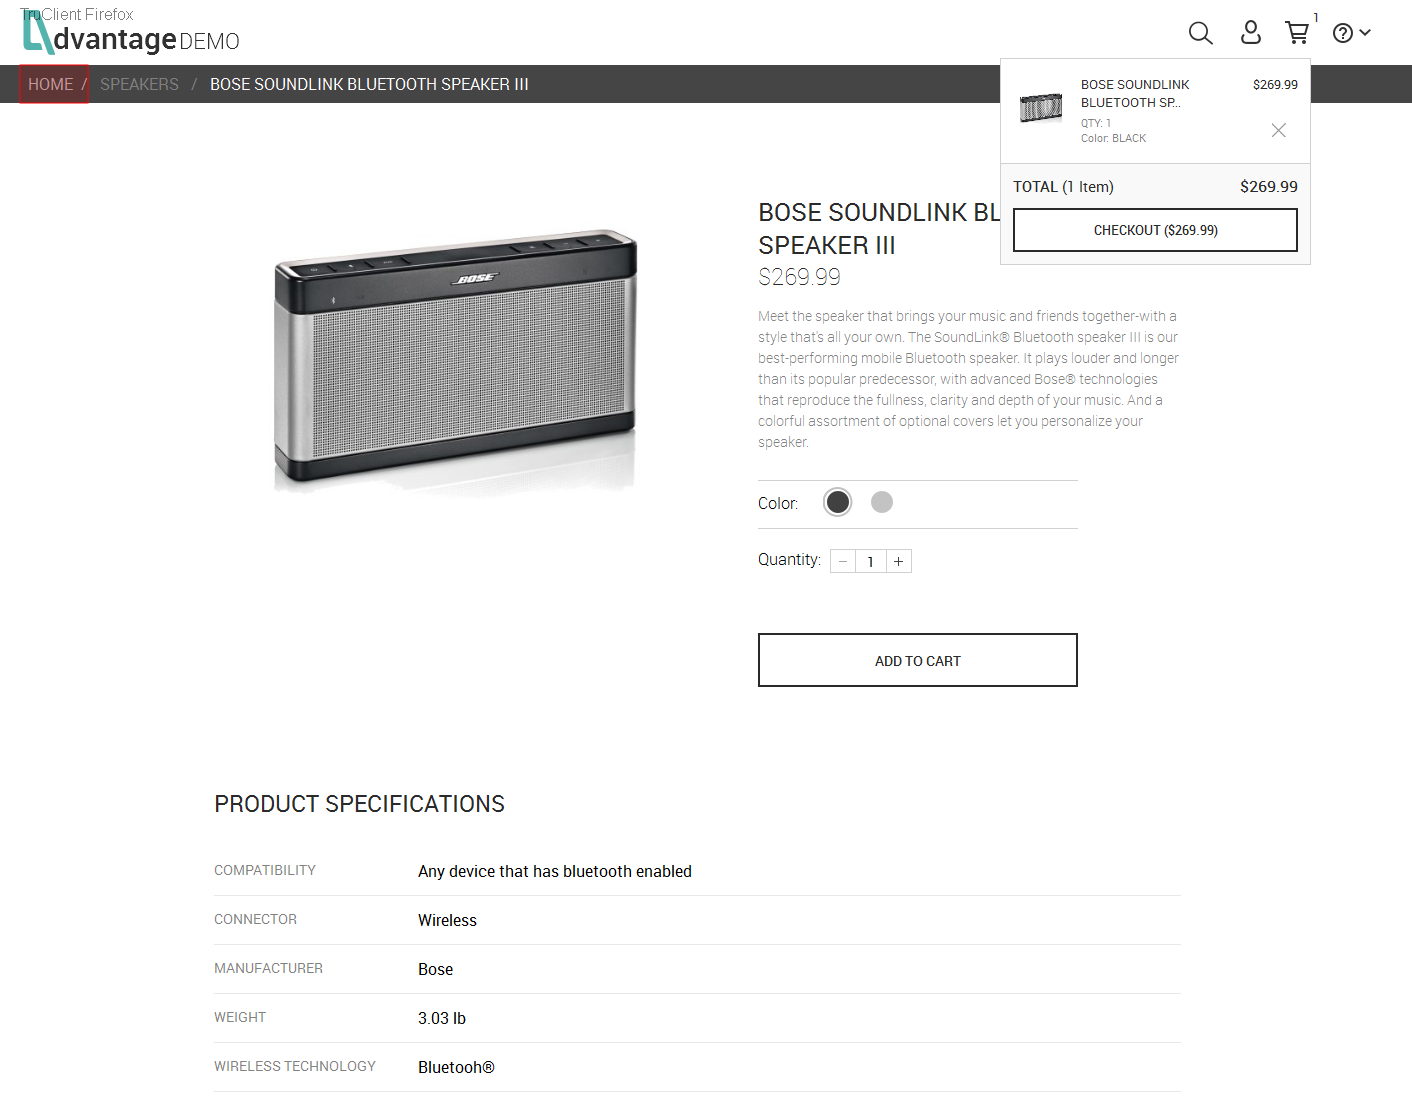 TruClient Firefox
dvantage DEMO
1
HOME / SPEAKERS / BOSE SOUNDLINK BLUETOOTH SPEAKER III
BOSE SOUNDLINK $269.99
BLUETOOTH SP...
QTY: 1
Color: BLACK
TOTAL (1 Item) $269.99
CHECKOUT ($269.99)
BOSE
BOSE SOUNDLINK BL
SPEAKER III
$269.99
Meet the speaker that brings your music and friends together-with a
style that's all your own. The SoundLink® Bluetooth speaker III is our
best-performing mobile Bluetooth speaker. It plays louder and longer
than its popular predecessor, with advanced Bose® technologies
that reproduce the fullness, clarity and depth of your music. And a
colorful assortment of optional covers let you personalize your
speaker.
Color:
Quantity: − 1 +
ADD TO CART
PRODUCT SPECIFICATIONS
COMPATIBILITY Any device that has bluetooth enabled
CONNECTOR Wireless
MANUFACTURER Bose
WEIGHT 3.03 lb
WIRELESS TECHNOLOGY Bluetooh®